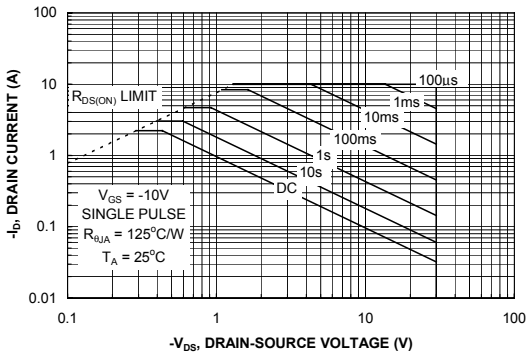 100
10
1
0.1
0.01
-I_D, DRAIN CURRENT (A)
R_DS(ON) LIMIT
100µs
1ms
10ms
100ms
1s
10s
DC
V_GS = -10V
SINGLE PULSE
R_θJA = 125°C/W
T_A = 25°C
0.1
1
10
100
-V_DS, DRAIN-SOURCE VOLTAGE (V)